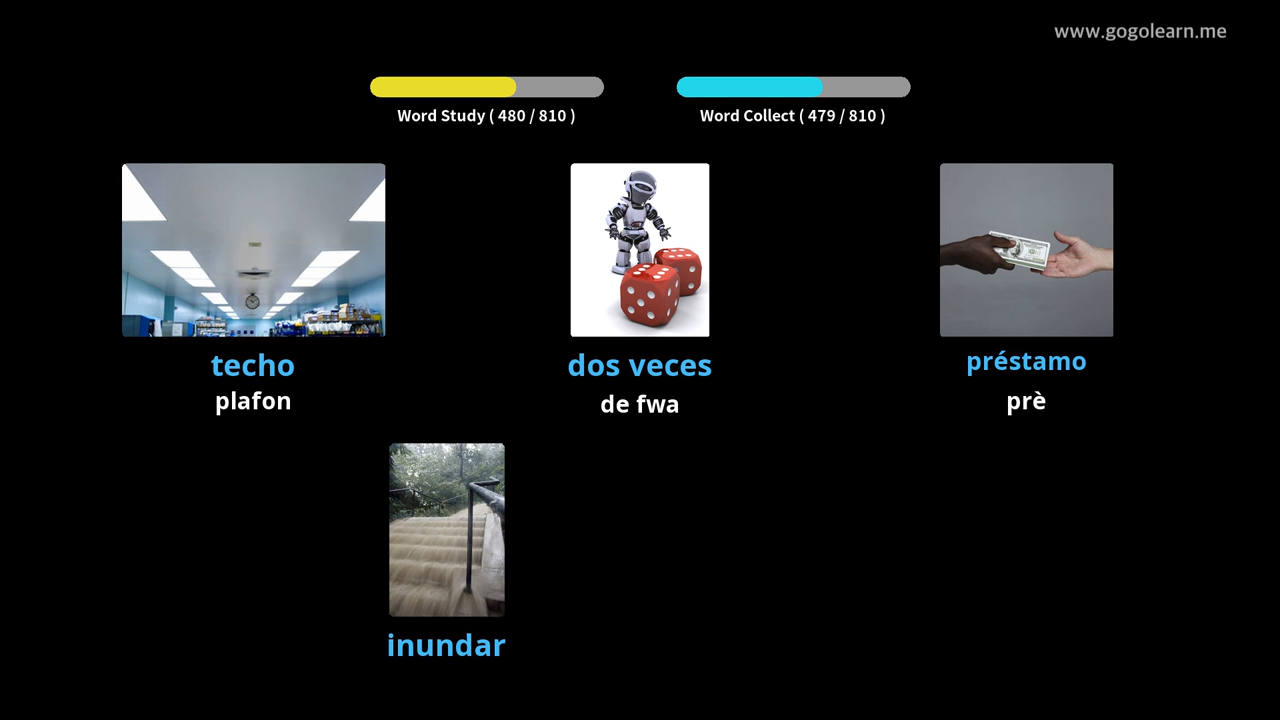 www.gogolearn.me
Word Study ( 480 / 810 )
Word Collect ( 479 / 810 )
techo
plafon
dos veces
de fwa
préstamo
prè
inundar